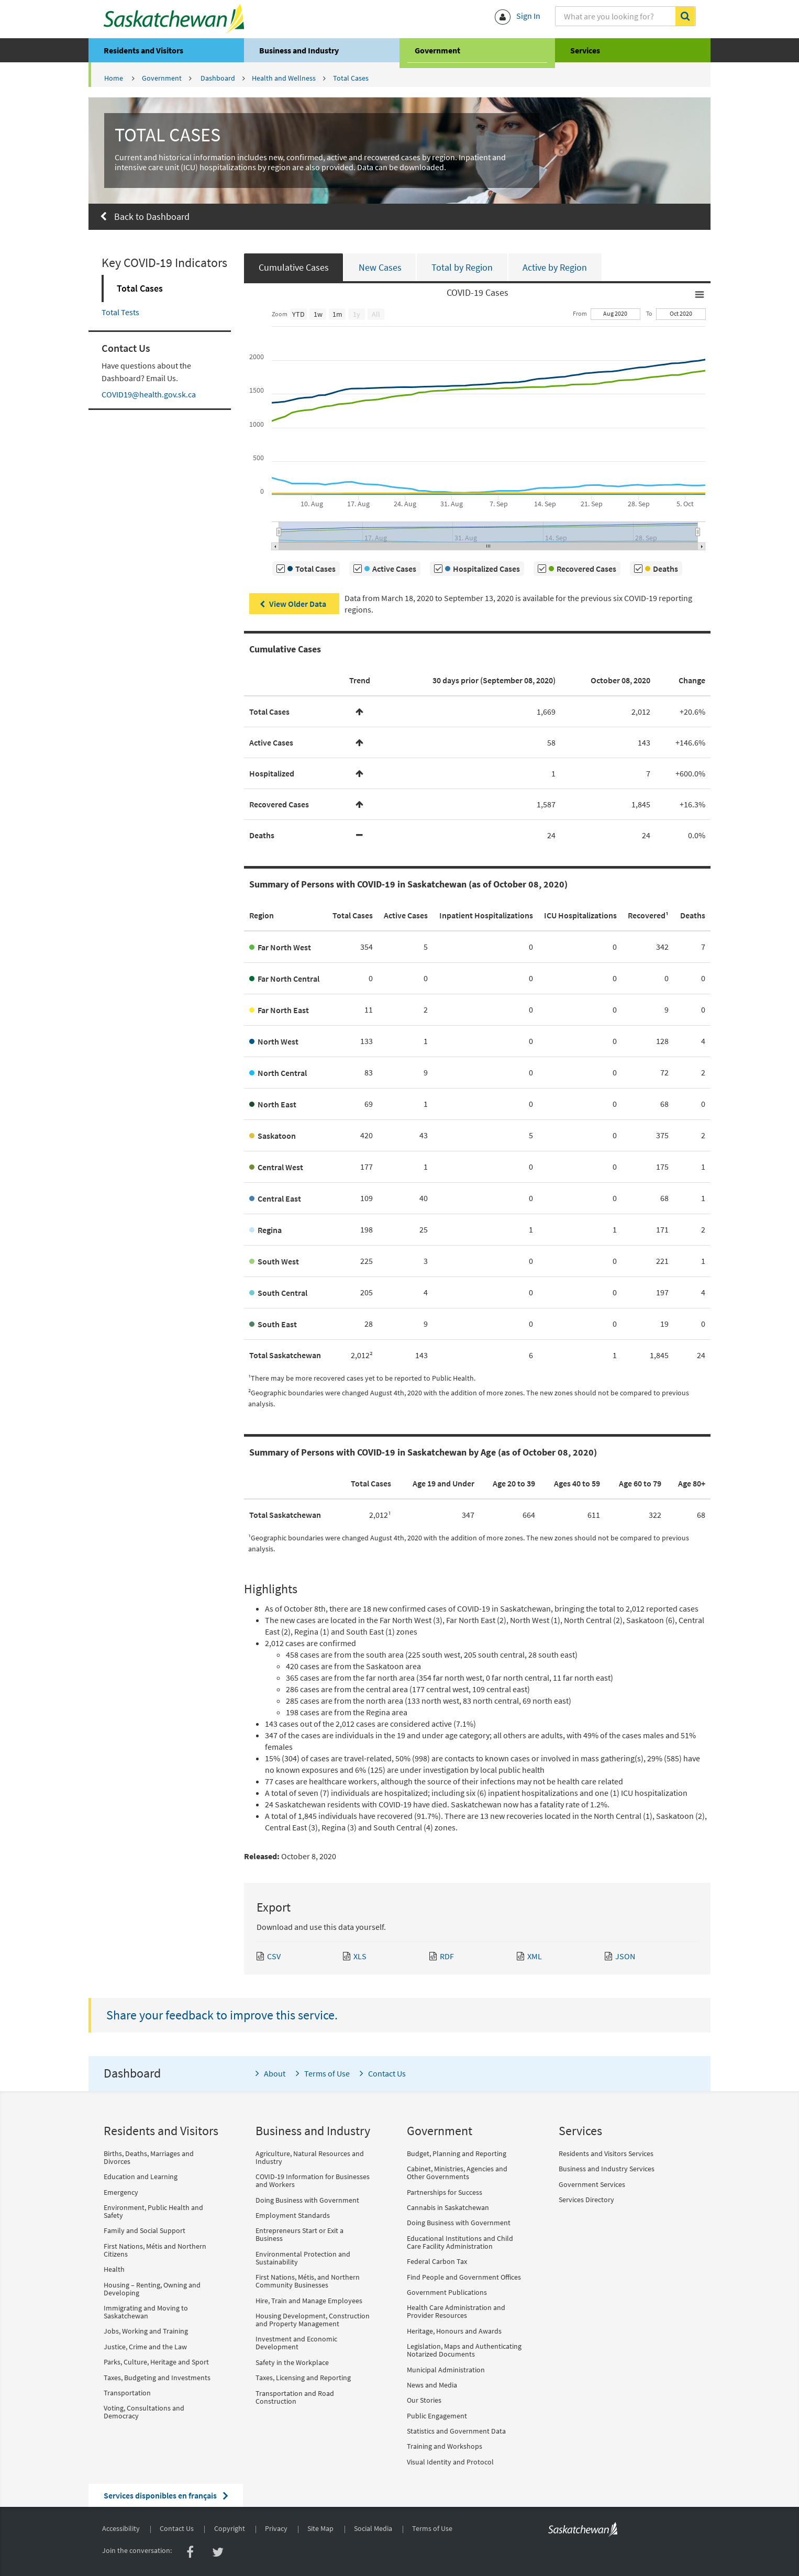 Saskatchewan
Sign In
What are you looking for?
Residents and Visitors
Business and Industry
Government
Services
Home > Government > Dashboard > Health and Wellness > Total Cases
TOTAL CASES
Current and historical information includes new, confirmed, active and recovered cases by region. Inpatient and
intensive care unit (ICU) hospitalizations by region are also provided. Data can be downloaded.
Back to Dashboard
Key COVID-19 Indicators
Total Cases
Total Tests
Contact Us
Have questions about the
Dashboard? Email Us.
COVID19@health.gov.sk.ca
Cumulative Cases
New Cases
Total by Region
Active by Region
COVID-19 Cases
Zoom YTD 1w 1m 1y All
From Aug 2020 To Oct 2020
2000
1500
1000
500
0
10. Aug 17. Aug 24. Aug 31. Aug 7. Sep 14. Sep 21. Sep 28. Sep 5. Oct
17. Aug 31. Aug 14. Sep 28. Sep
Total Cases Active Cases Hospitalized Cases Recovered Cases Deaths
View Older Data
Data from March 18, 2020 to September 13, 2020 is available for the previous six COVID-19 reporting
regions.
Cumulative Cases
Trend 30 days prior (September 08, 2020) October 08, 2020 Change
Total Cases 1,669 2,012 +20.6%
Active Cases 58 143 +146.6%
Hospitalized 1 7 +600.0%
Recovered Cases 1,587 1,845 +16.3%
Deaths 24 24 0.0%
Summary of Persons with COVID-19 in Saskatchewan (as of October 08, 2020)
Region Total Cases Active Cases Inpatient Hospitalizations ICU Hospitalizations Recovered¹ Deaths
Far North West 354 5 0 0 342 7
Far North Central 0 0 0 0 0 0
Far North East 11 2 0 0 9 0
North West 133 1 0 0 128 4
North Central 83 9 0 0 72 2
North East 69 1 0 0 68 0
Saskatoon 420 43 5 0 375 2
Central West 177 1 0 0 175 1
Central East 109 40 0 0 68 1
Regina 198 25 1 1 171 2
South West 225 3 0 0 221 1
South Central 205 4 0 0 197 4
South East 28 9 0 0 19 0
Total Saskatchewan 2,012² 143 6 1 1,845 24
¹There may be more recovered cases yet to be reported to Public Health.
²Geographic boundaries were changed August 4th, 2020 with the addition of more zones. The new zones should not be compared to previous
analysis.
Summary of Persons with COVID-19 in Saskatchewan by Age (as of October 08, 2020)
Total Cases Age 19 and Under Age 20 to 39 Ages 40 to 59 Age 60 to 79 Age 80+
Total Saskatchewan 2,012¹ 347 664 611 322 68
¹Geographic boundaries were changed August 4th, 2020 with the addition of more zones. The new zones should not be compared to previous
analysis.
Highlights
• As of October 8th, there are 18 new confirmed cases of COVID-19 in Saskatchewan, bringing the total to 2,012 reported cases
• The new cases are located in the Far North West (3), Far North East (2), North West (1), North Central (2), Saskatoon (6), Central
East (2), Regina (1) and South East (1) zones
• 2,012 cases are confirmed
◦ 458 cases are from the south area (225 south west, 205 south central, 28 south east)
◦ 420 cases are from the Saskatoon area
◦ 365 cases are from the far north area (354 far north west, 0 far north central, 11 far north east)
◦ 286 cases are from the central area (177 central west, 109 central east)
◦ 285 cases are from the north area (133 north west, 83 north central, 69 north east)
◦ 198 cases are from the Regina area
• 143 cases out of the 2,012 cases are considered active (7.1%)
• 347 of the cases are individuals in the 19 and under age category; all others are adults, with 49% of the cases males and 51%
females
• 15% (304) of cases are travel-related, 50% (998) are contacts to known cases or involved in mass gathering(s), 29% (585) have
no known exposures and 6% (125) are under investigation by local public health
• 77 cases are healthcare workers, although the source of their infections may not be health care related
• A total of seven (7) individuals are hospitalized; including six (6) inpatient hospitalizations and one (1) ICU hospitalization
• 24 Saskatchewan residents with COVID-19 have died. Saskatchewan now has a fatality rate of 1.2%.
• A total of 1,845 individuals have recovered (91.7%). There are 13 new recoveries located in the North Central (1), Saskatoon (2),
Central East (3), Regina (3) and South Central (4) zones.
Released: October 8, 2020
Export
Download and use this data yourself.
CSV XLS RDF XML JSON
Share your feedback to improve this service.
Dashboard
About Terms of Use Contact Us
Residents and Visitors
Births, Deaths, Marriages and
Divorces
Education and Learning
Emergency
Environment, Public Health and
Safety
Family and Social Support
First Nations, Métis and Northern
Citizens
Health
Housing – Renting, Owning and
Developing
Immigrating and Moving to
Saskatchewan
Jobs, Working and Training
Justice, Crime and the Law
Parks, Culture, Heritage and Sport
Taxes, Budgeting and Investments
Transportation
Voting, Consultations and
Democracy
Business and Industry
Agriculture, Natural Resources and
Industry
COVID-19 Information for Businesses
and Workers
Doing Business with Government
Employment Standards
Entrepreneurs Start or Exit a
Business
Environmental Protection and
Sustainability
First Nations, Métis, and Northern
Community Businesses
Hire, Train and Manage Employees
Housing Development, Construction
and Property Management
Investment and Economic
Development
Safety in the Workplace
Taxes, Licensing and Reporting
Transportation and Road
Construction
Government
Budget, Planning and Reporting
Cabinet, Ministries, Agencies and
Other Governments
Partnerships for Success
Cannabis in Saskatchewan
Doing Business with Government
Educational Institutions and Child
Care Facility Administration
Federal Carbon Tax
Find People and Government Offices
Government Publications
Health Care Administration and
Provider Resources
Heritage, Honours and Awards
Legislation, Maps and Authenticating
Notarized Documents
Municipal Administration
News and Media
Our Stories
Public Engagement
Statistics and Government Data
Training and Workshops
Visual Identity and Protocol
Services
Residents and Visitors Services
Business and Industry Services
Government Services
Services Directory
Services disponibles en français
Accessibility | Contact Us | Copyright | Privacy | Site Map | Social Media | Terms of Use
Saskatchewan
Join the conversation: